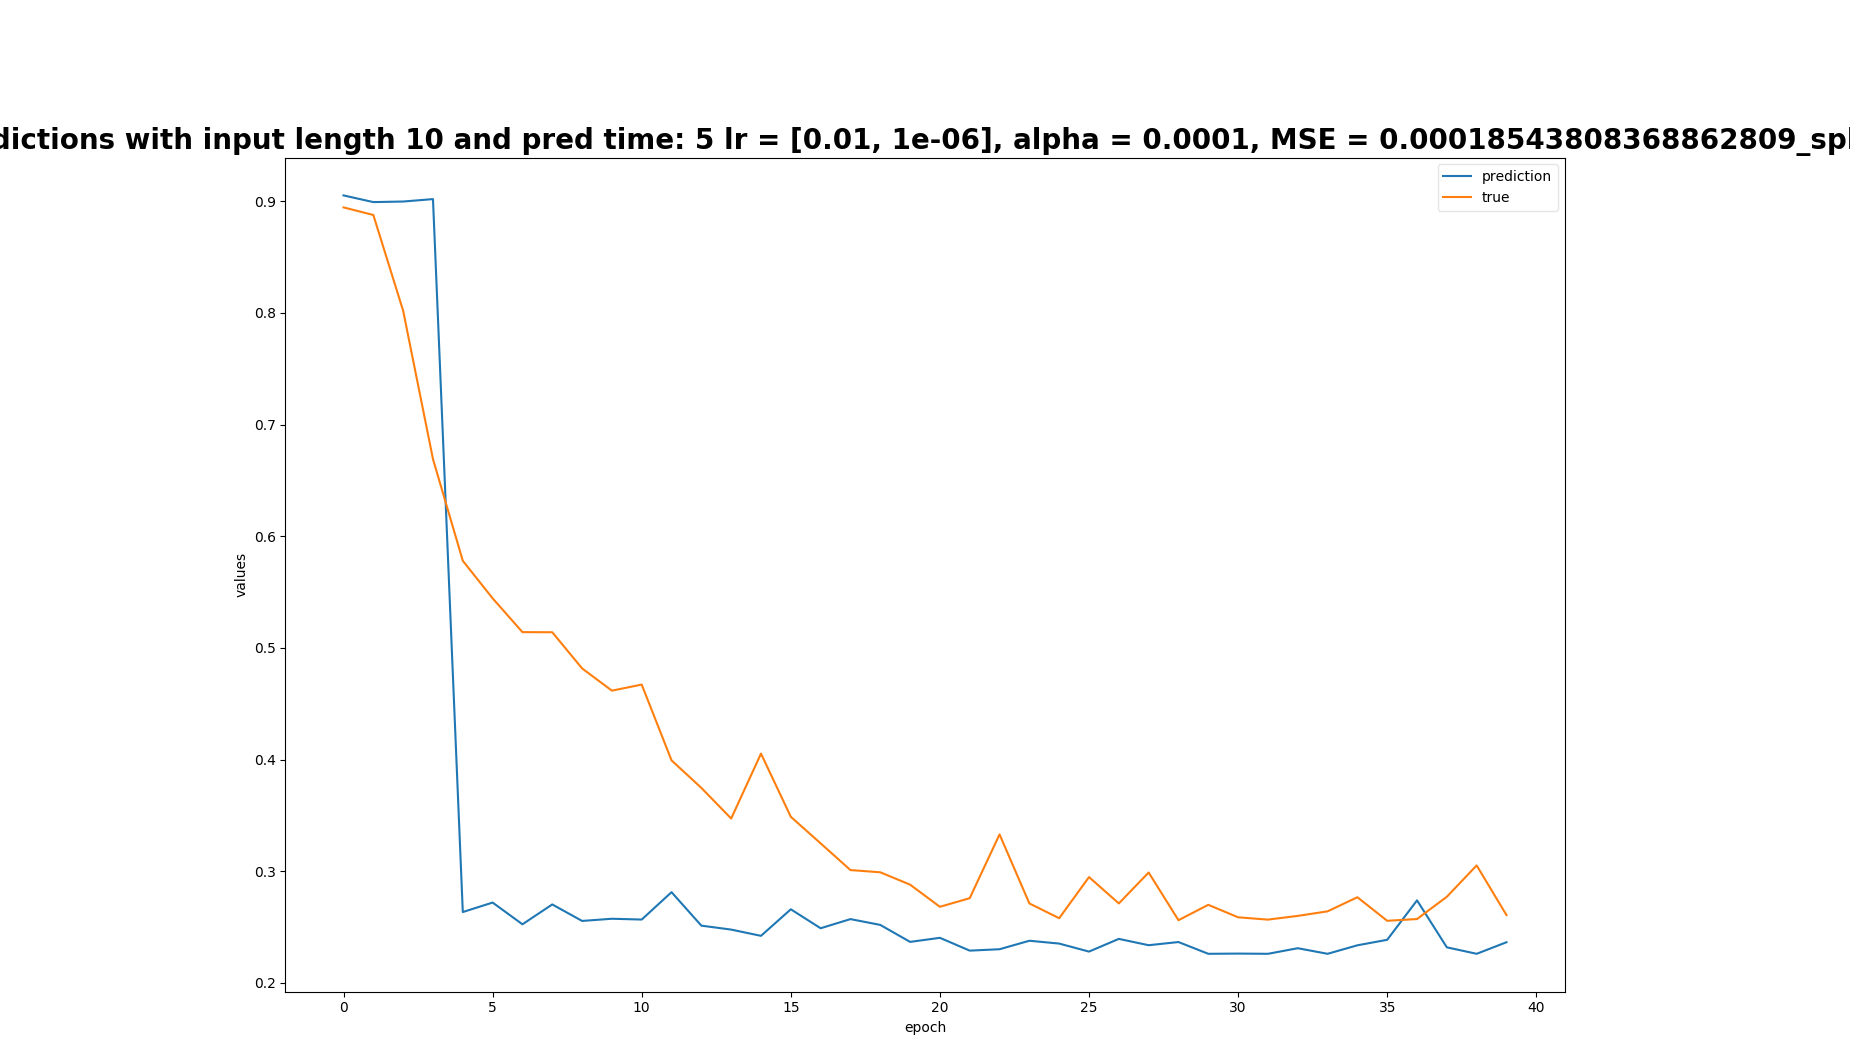 dictions with input length 10 and pred time: 5 lr = [0.01, 1e-06], alpha = 0.0001, MSE = 0.00018543808368862809_spl
prediction
true
0.9
0.8
0.7
0.6
0.5
0.4
0.3
0.2
values
0 5 10 15 20 25 30 35 40
epoch